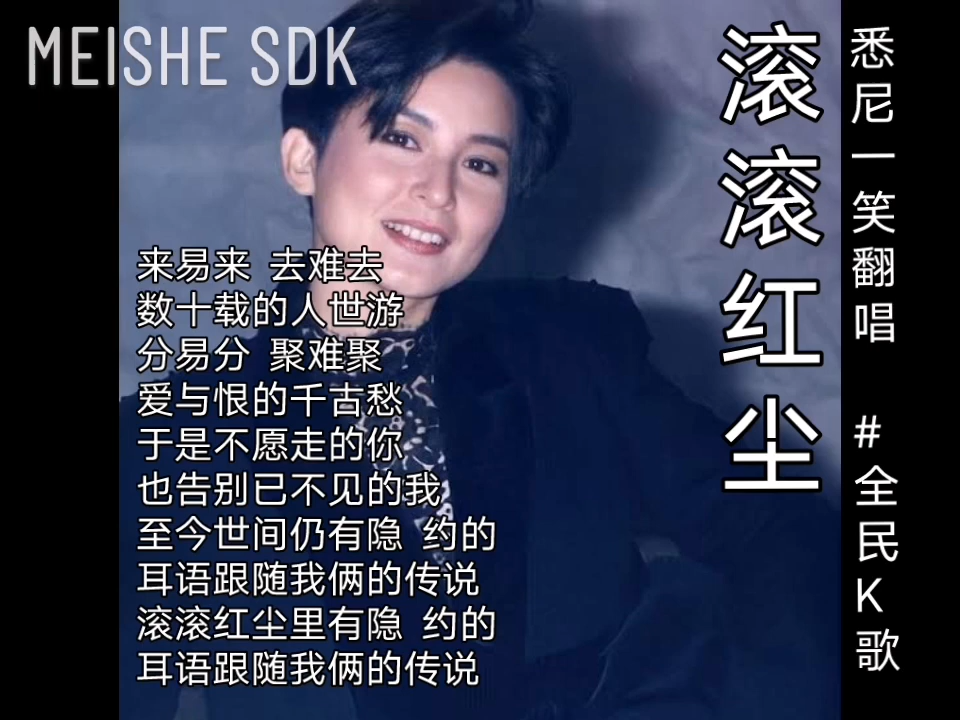 MEISHE SDK
滚滚红尘
悉尼一笑翻唱 #全民K歌
来易来 去难去
数十载的人世游
分易分 聚难聚
爱与恨的千古愁
于是不愿走的你
也告别已不见的我
至今世间仍有隐 约的
耳语跟随我俩的传说
滚滚红尘里有隐 约的
耳语跟随我俩的传说